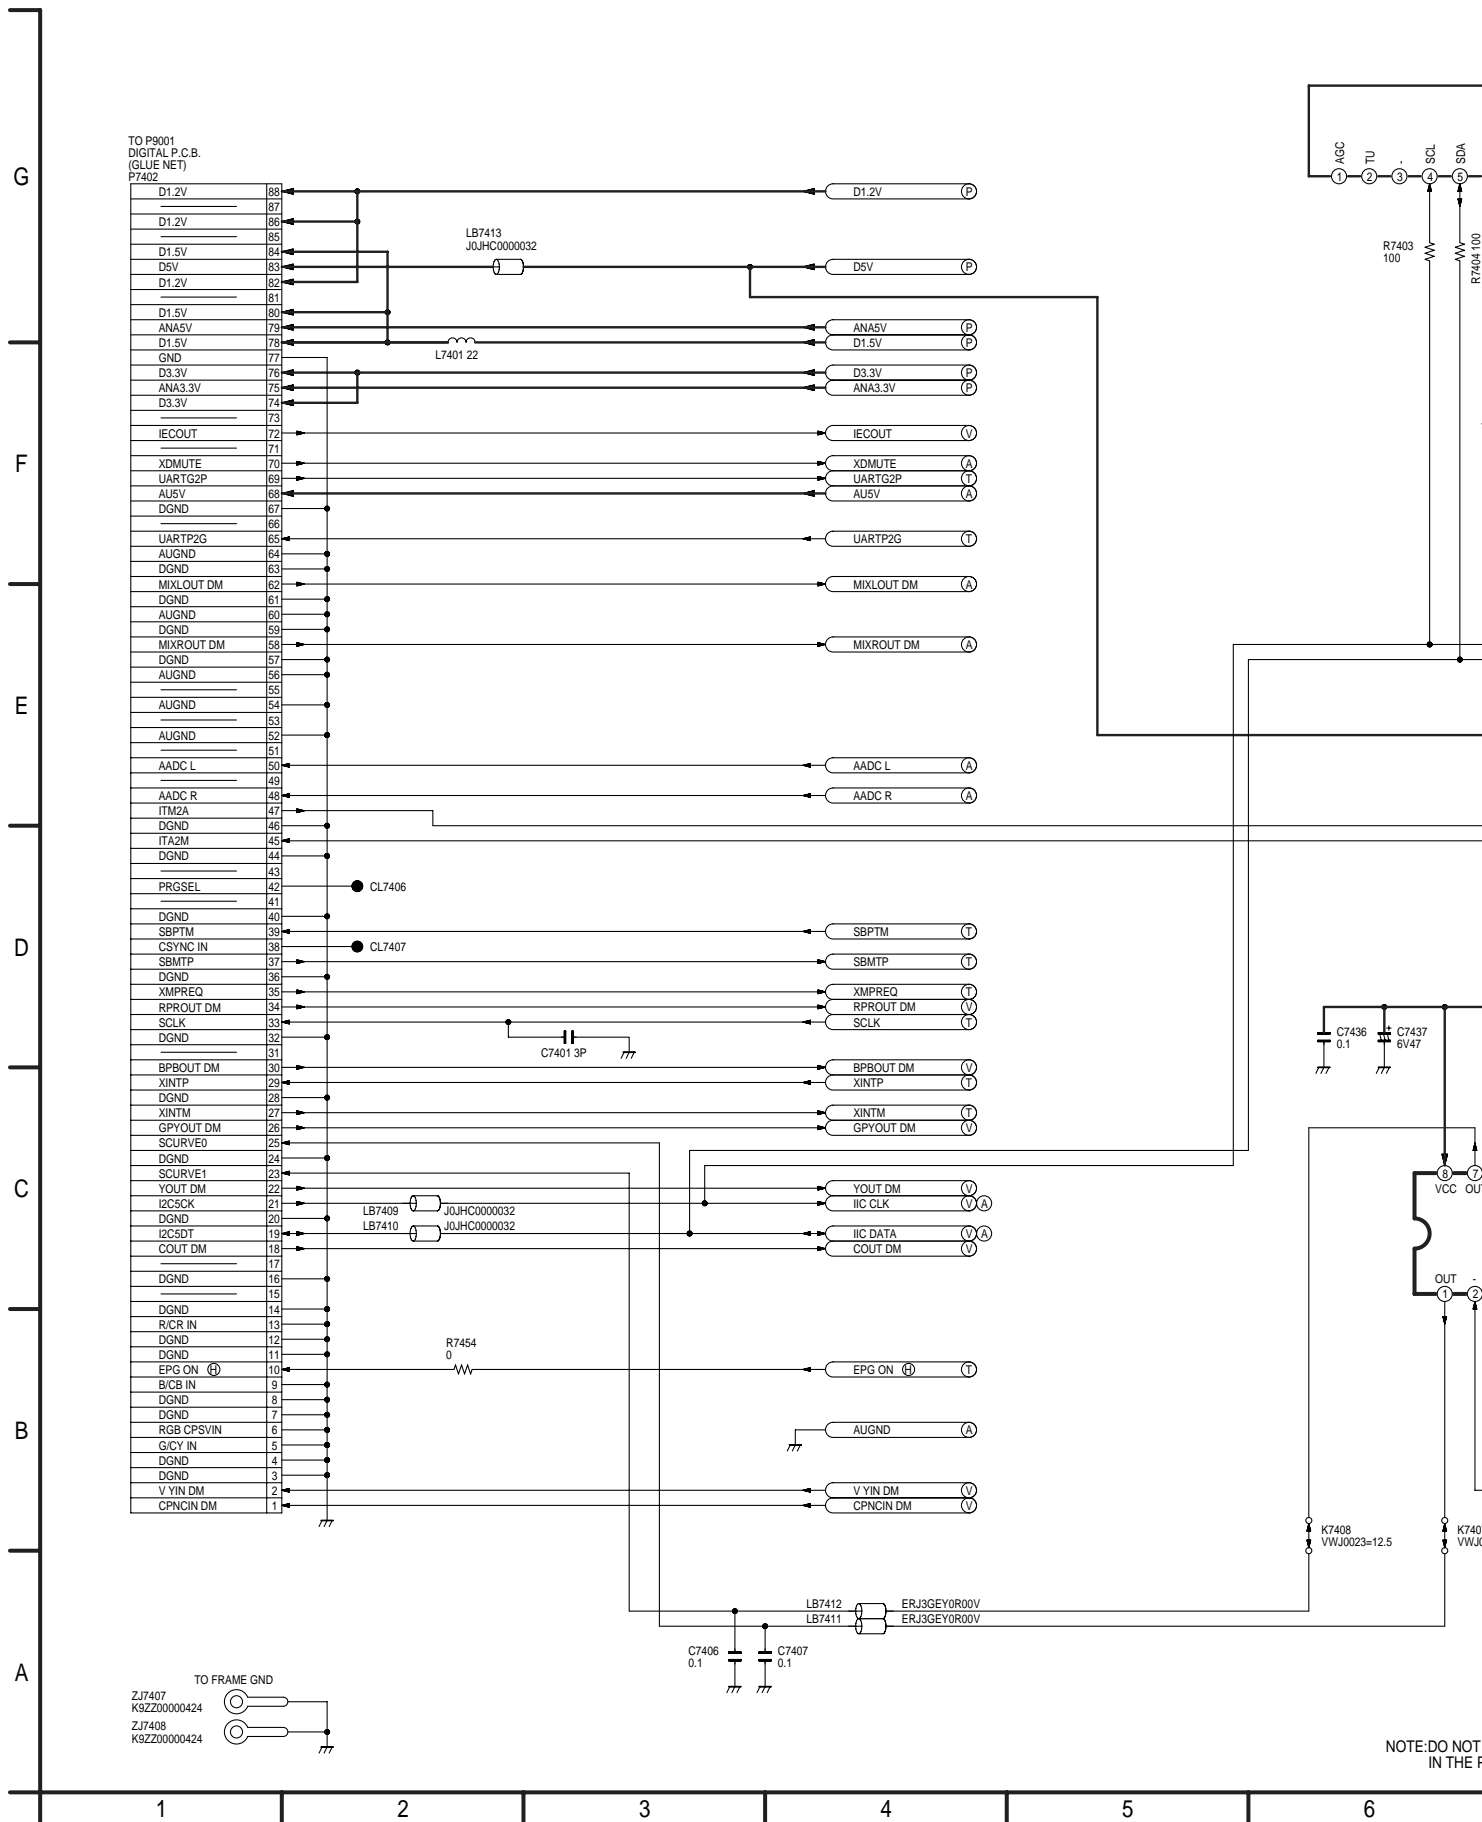 TO P9001
DIGITAL P.C.B.
(GLUE NET)
P7402
D1.2V 88 D1.2V P
87
D1.2V 86
85
D1.5V 84
LB7413
J0JHC0000032
D5V 83 D5V P
D1.2V 82
81
D1.5V 80
ANA5V 79 ANA5V P
D1.5V 78 D1.5V P
L7401 22
GND 77
D3.3V 76 D3.3V P
ANA3.3V 75 ANA3.3V P
D3.3V 74
73
IECOUT 72 IECOUT V
71
XDMUTE 70 XDMUTE A
UARTG2P 69 UARTG2P T
AU5V 68 AU5V A
DGND 67
66
UARTP2G 65 UARTP2G T
AUGND 64
DGND 63
MIXLOUT DM 62 MIXLOUT DM A
DGND 61
AUGND 60
DGND 59
MIXROUT DM 58 MIXROUT DM A
DGND 57
AUGND 56
55
AUGND 54
53
AUGND 52
51
AADC L 50 AADC L A
49
AADC R 48 AADC R A
ITM2A 47
DGND 46
ITA2M 45
DGND 44
43
PRGSEL 42 CL7406
41
DGND 40
SBPTM 39 SBPTM T
CSYNC IN 38 CL7407
SBMTP 37 SBMTP T
DGND 36
XMPREQ 35 XMPREQ T
RPROUT DM 34 RPROUT DM V
SCLK 33 SCLK T
DGND 32
C7401 3P
31
BPBOUT DM 30 BPBOUT DM V
XINTP 29 XINTP T
DGND 28
XINTM 27 XINTM T
GPYOUT DM 26 GPYOUT DM V
SCURVE0 25
DGND 24
SCURVE1 23
YOUT DM 22 YOUT DM V
I2C5CK 21 LB7409 J0JHC0000032 IIC CLK V A
DGND 20
I2C5DT 19 LB7410 J0JHC0000032 IIC DATA V A
COUT DM 18 COUT DM V
17
DGND 16
15
DGND 14
R/CR IN 13
DGND 12
DGND 11
R7454
0
EPG ON H 10 EPG ON H T
B/CB IN 9
DGND 8
DGND 7
RGB CPSVIN 6 AUGND A
G/CY IN 5
DGND 4
DGND 3
V YIN DM 2 V YIN DM V
CPNCIN DM 1 CPNCIN DM V
AGC TU - SCL SDA
1 2 3 4 5
R7403
100
R7404 100
C7436
0.1
C7437
6V47
+
8 7
VCC
OUT -
1 2
K7408
VWJ0023=12.5
LB7412 ERJ3GEY0R00V
LB7411 ERJ3GEY0R00V
C7406
0.1
C7407
0.1
TO FRAME GND
ZJ7407
K9ZZ00000424
ZJ7408
K9ZZ00000424
NOTE:DO NOT
IN THE
G
F
E
D
C
B
A
1 2 3 4 5 6